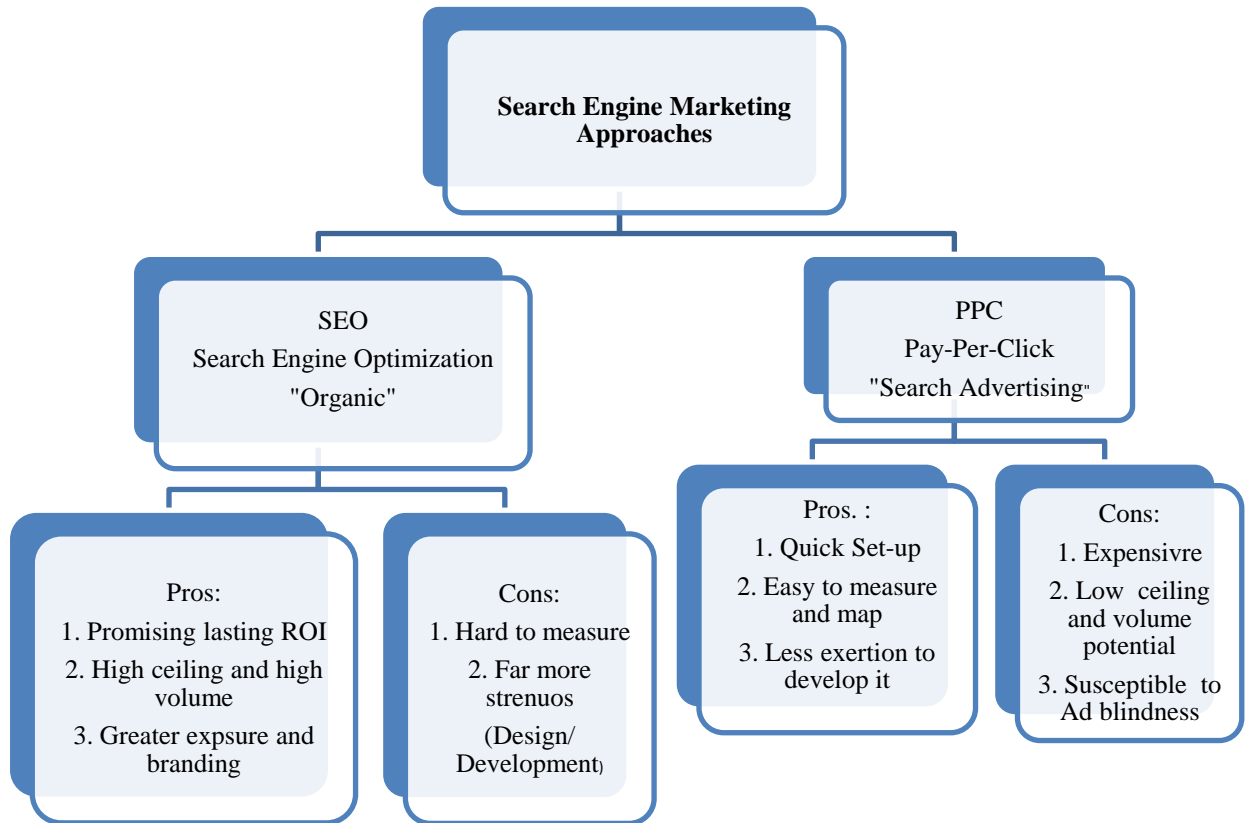 Search Engine Marketing
Approaches
SEO
Search Engine Optimization
"Organic"
PPC
Pay-Per-Click
"Search Advertising"
Pros:
1. Promising lasting ROI
2. High ceiling and high
volume
3. Greater expsure and
branding
Cons:
1. Hard to measure
2. Far more
strenuos
(Design/
Development)
Pros. :
1. Quick Set-up
2. Easy to measure
and map
3. Less exertion to
develop it
Cons:
1. Expensivre
2. Low ceiling
and volume
potential
3. Susceptible to
Ad blindness